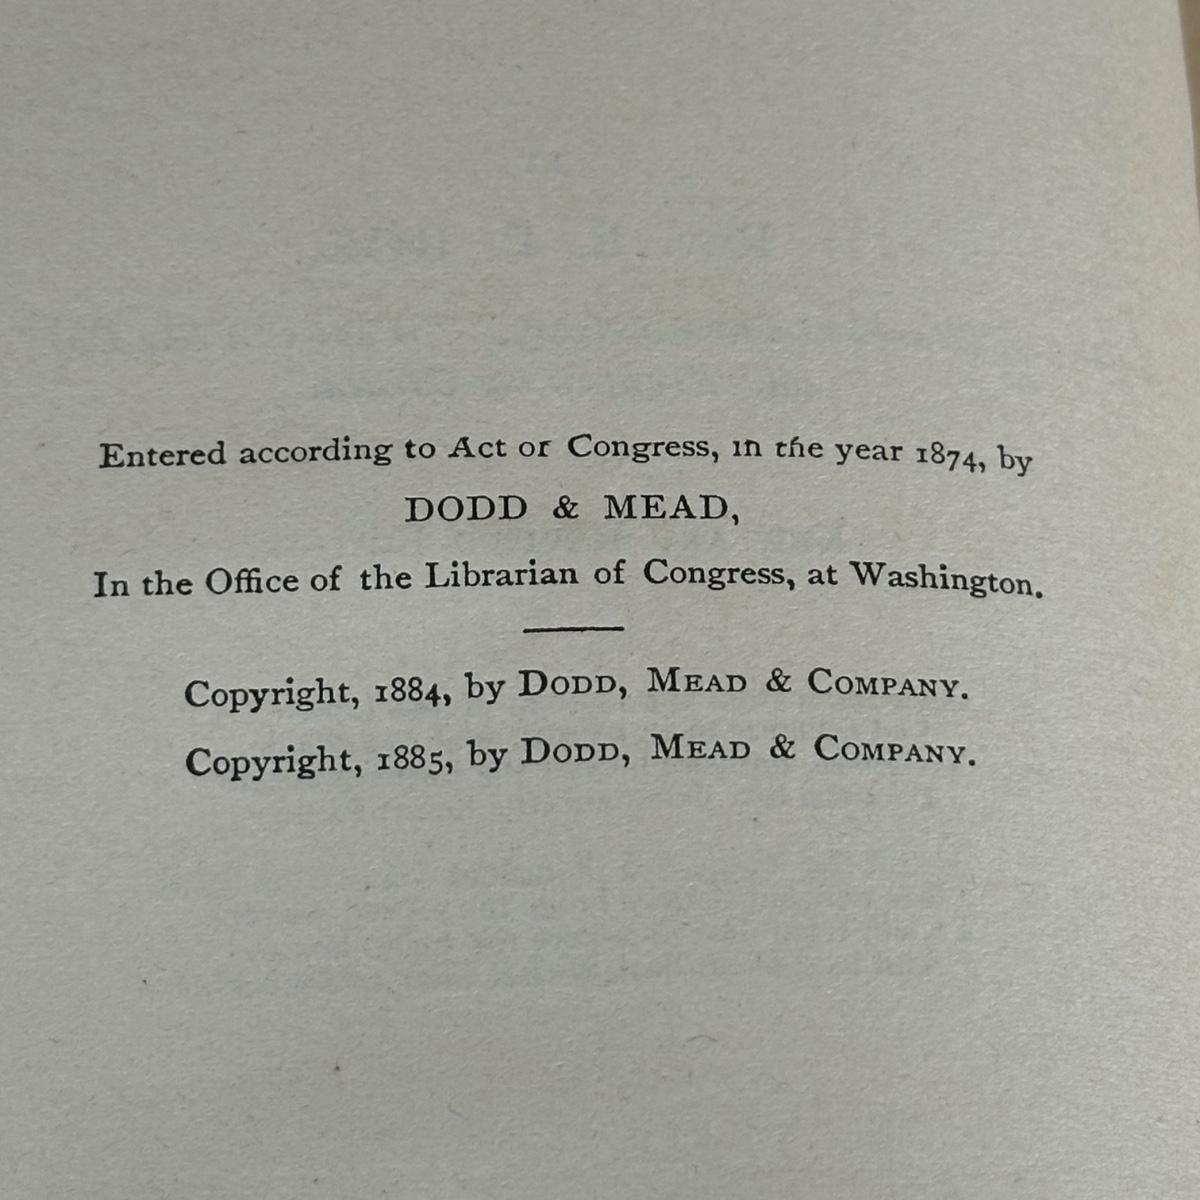 Entered according to Act of Congress, in the year 1874, by
DODD & MEAD,
In the Office of the Librarian of Congress, at Washington.
Copyright, 1884, by DODD, MEAD & COMPANY.
Copyright, 1885, by DODD, MEAD & COMPANY.